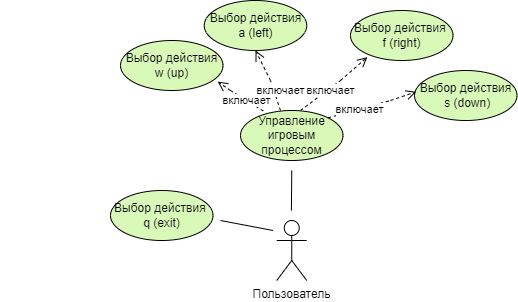 Выбор действия
a (left)
Выбор действия
f (right)
Выбор действия
w (up)
Выбор действия
s (down)
включает
включает
включает
включает
Управление
игровым
процессом
Выбор действия
q (exit)
Пользователь